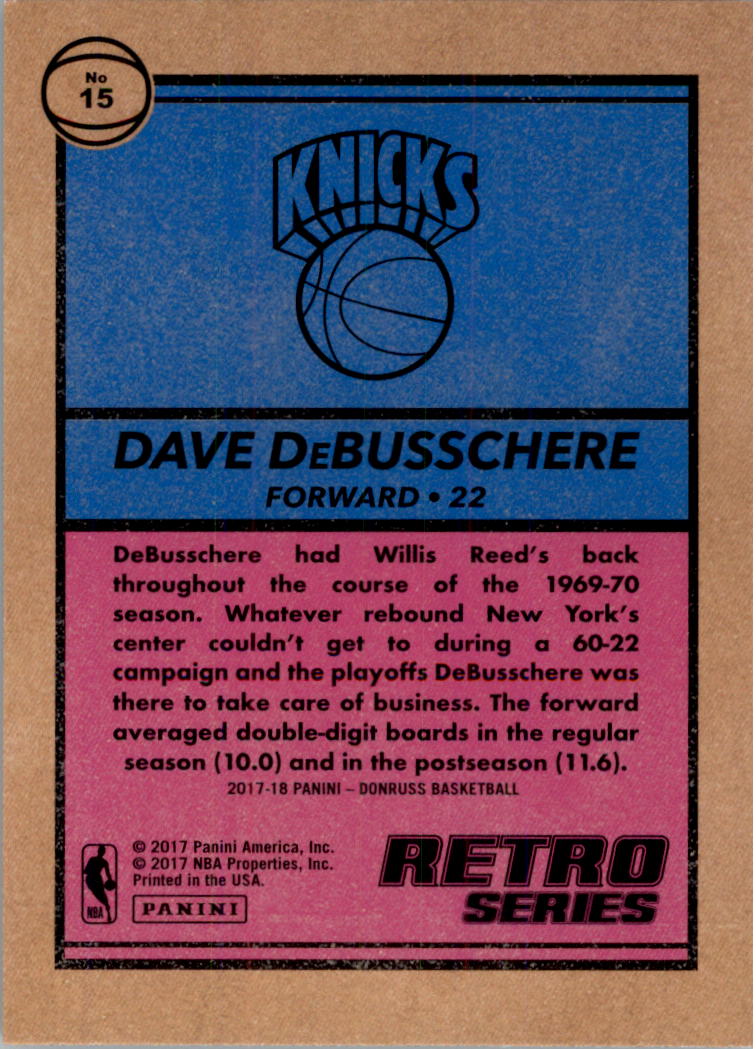 No
15
KNICKS
DAVE DeBUSSCHERE
FORWARD • 22
DeBusschere had Willis Reed's back
throughout the course of the 1969-70
season. Whatever rebound New York's
center couldn't get to during a 60-22
campaign and the playoffs DeBusschere was
there to take care of business. The forward
averaged double-digit boards in the regular
season (10.0) and in the postseason (11.6).
2017-18 PANINI – DONRUSS BASKETBALL
© 2017 Panini America, Inc.
© 2017 NBA Properties, Inc.
Printed in the USA.
NBA
PANINI
RETRO
SERIES